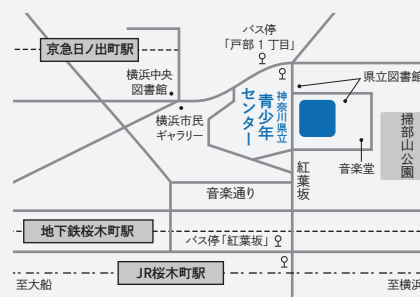 バス停
「戸部１丁目」
京急日ノ出町駅
横浜中央
図書館
県立図書館
神奈川県立
青少年
センター
横浜市民
ギャラリー
掃部山公園
音楽堂
紅葉坂
音楽通り
地下鉄桜木町駅
バス停「紅葉坂」
JR桜木町駅
至大船
至横浜